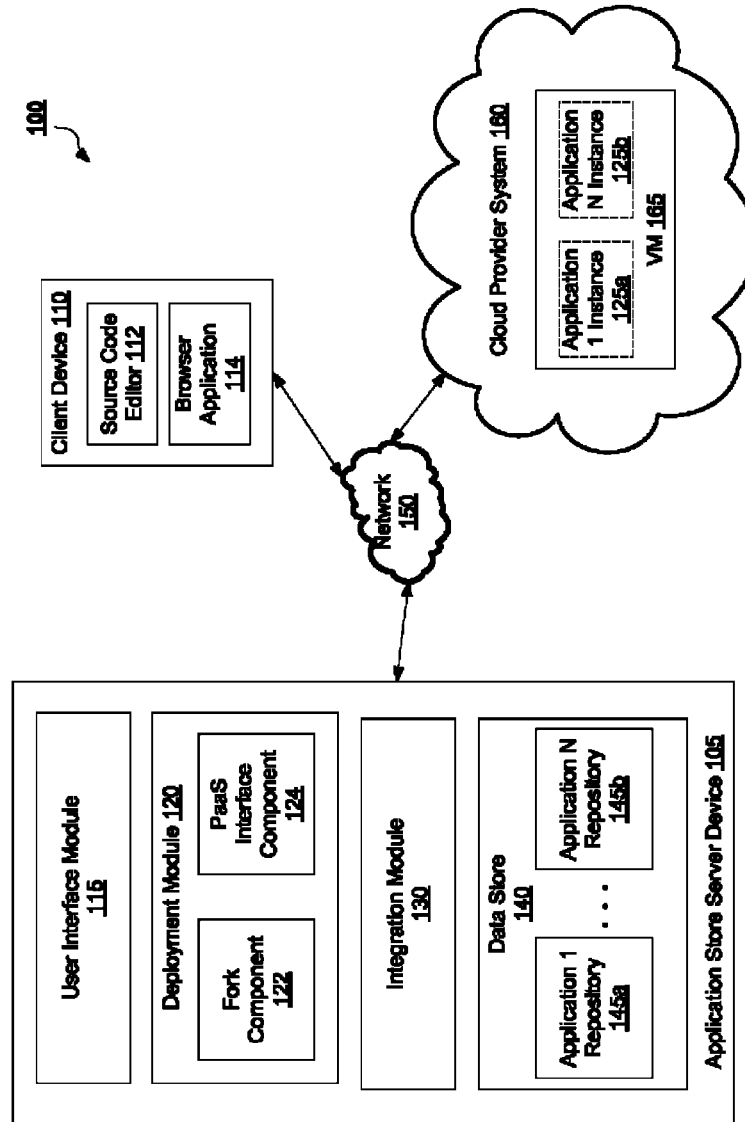 100
Client Device 110
Source Code
Editor 112
Browser
Application
114
Network
150
Cloud Provider System 160
Application
1 Instance
125a
Application
N Instance
125b
VM 165
User Interface Module
115
Deployment Module 120
Fork
Component
122
PaaS
Interface
Component
124
Integration Module
130
Data Store
140
Application 1
Repository
145a
. . .
Application N
Repository
145b
Application Store Server Device 105